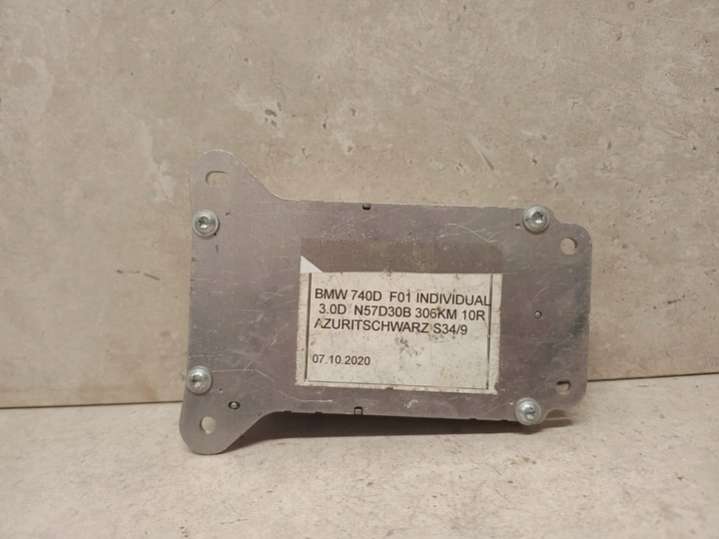 BMW 740D F01 INDIVIDUAL
3.0D N57D30B 306KM 10R
AZURITSCHWARZ S34/9
07.10.2020